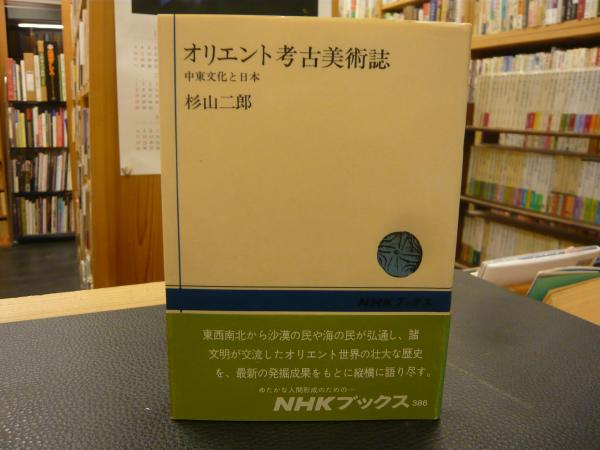 オリエント考古美術誌
中東文化と日本
杉山二郎
NHKブックス
東西南北から沙漠の民や海の民が弘通し、諸
文明が交流したオリエント世界の壮大な歴史
を、最新の発掘成果をもとに縦横に語り尽す。
ゆたかな人間形成のための…
NHKブックス 386